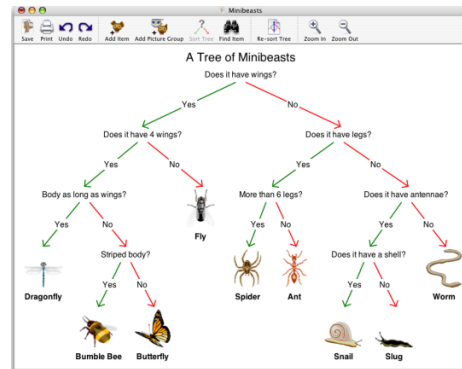 Minibeasts
Save Print Undo Redo Add Item Add Picture Group Sort Tree Find Item Re-sort Tree Zoom In Zoom Out
A Tree of Minibeasts
Does it have wings?
Yes No
Does it have 4 wings? Does it have legs?
Yes No Yes No
Body as long as wings? More than 6 legs? Does it have antennae?
Fly
Yes No Yes No Yes No
Striped body? Does it have a shell?
Dragonfly Spider Ant Worm
Yes No Yes No
Bumble Bee Butterfly Snail Slug